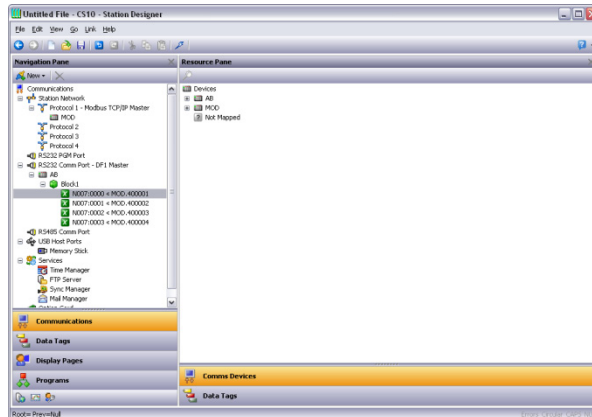 Untitled File - CS10 - Station Designer
File Edit View Go Link Help
Navigation Pane
New
Communications
Station Network
Protocol 1 - Modbus TCP/IP Master
MOD
Protocol 2
Protocol 3
Protocol 4
RS232 PGM Port
RS232 Comm Port - DF1 Master
AB
Block1
N007:0000 < MOD.400001
N007:0001 < MOD.400002
N007:0002 < MOD.400003
N007:0003 < MOD.400004
RS485 Comm Port
USB Host Ports
Memory Stick
Services
Time Manager
FTP Server
Sync Manager
Mail Manager
Communications
Data Tags
Display Pages
Programs
Resource Pane
Devices
AB
MOD
Not Mapped
Comms Devices
Data Tags
Root= Prev=Null